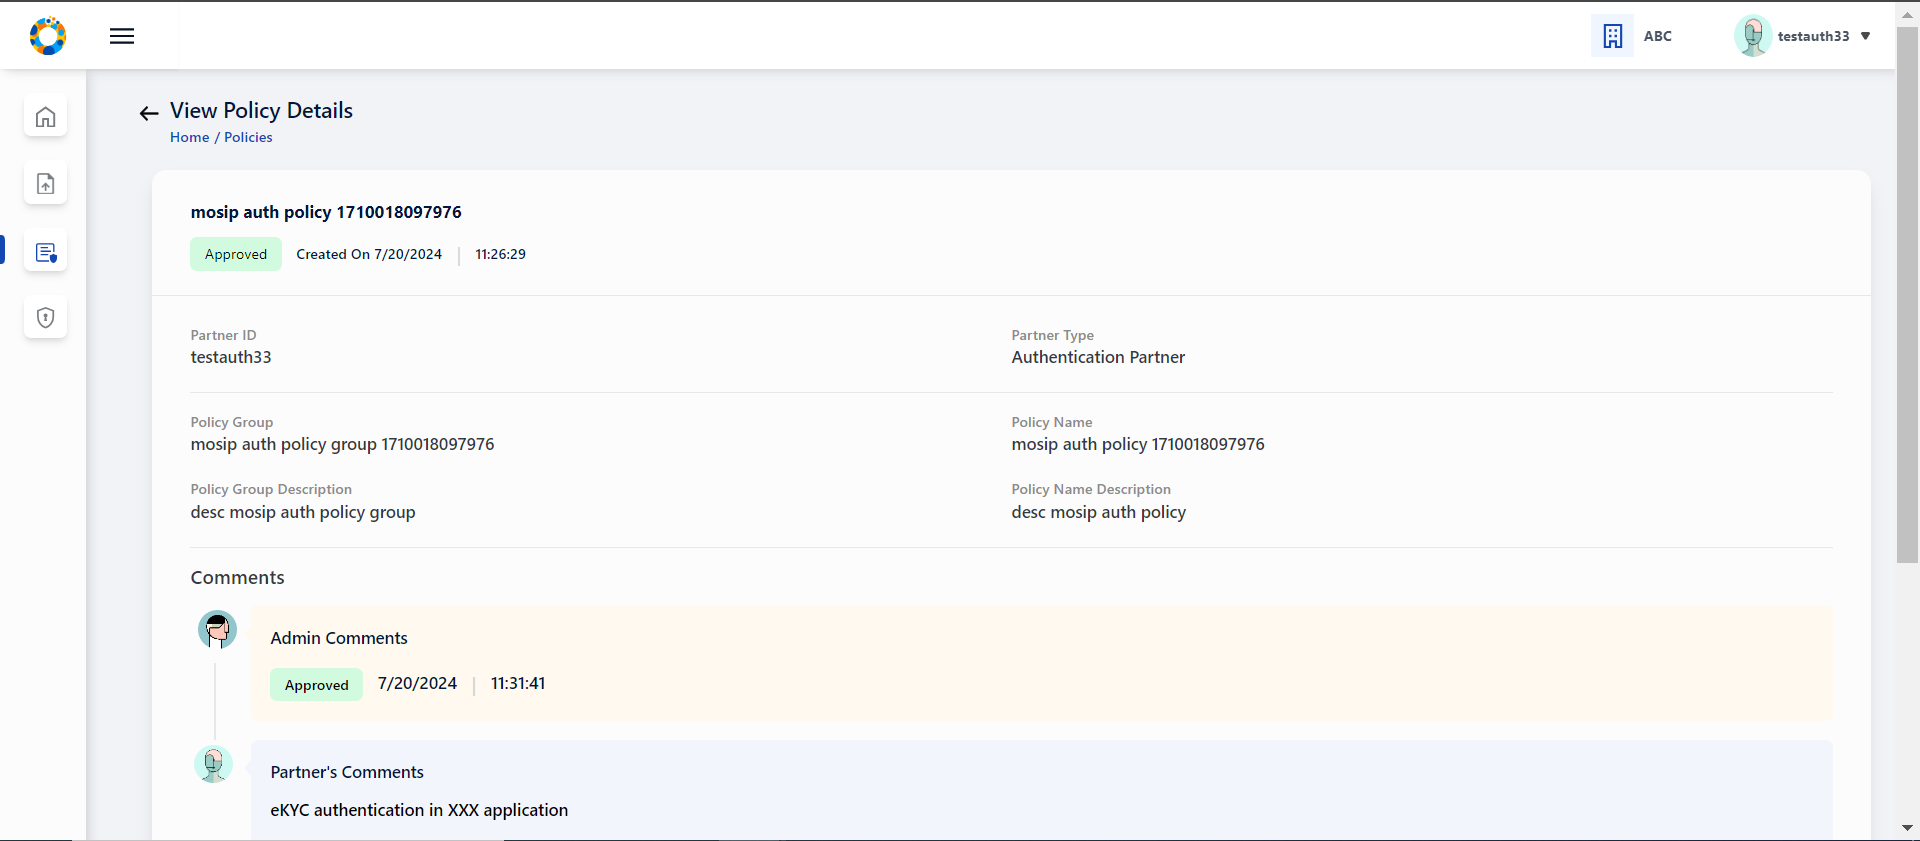 ABC
testauth33
View Policy Details
Home / Policies
mosip auth policy 1710018097976
Approved Created On 7/20/2024 | 11:26:29
Partner ID
testauth33
Partner Type
Authentication Partner
Policy Group
mosip auth policy group 1710018097976
Policy Name
mosip auth policy 1710018097976
Policy Group Description
desc mosip auth policy group
Policy Name Description
desc mosip auth policy
Comments
Admin Comments
Approved 7/20/2024 | 11:31:41
Partner's Comments
eKYC authentication in XXX application